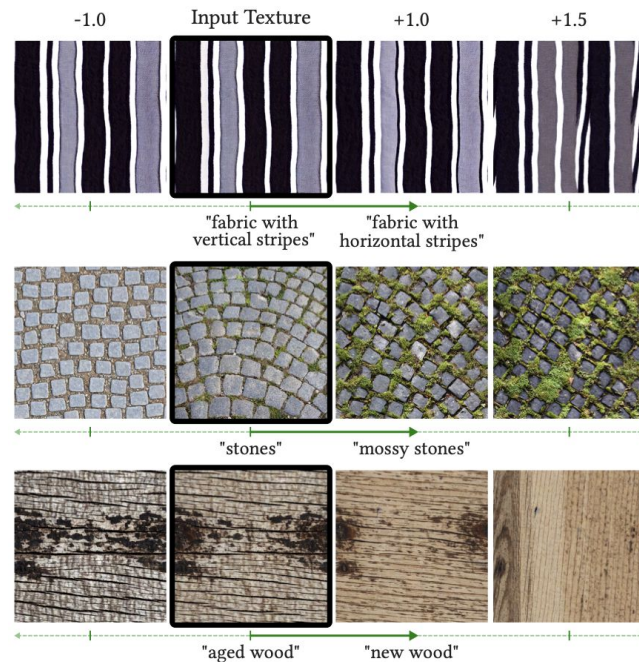 -1.0 Input Texture +1.0 +1.5
"fabric with "fabric with
vertical stripes" horizontal stripes"
"stones" "mossy stones"
"aged wood" "new wood"